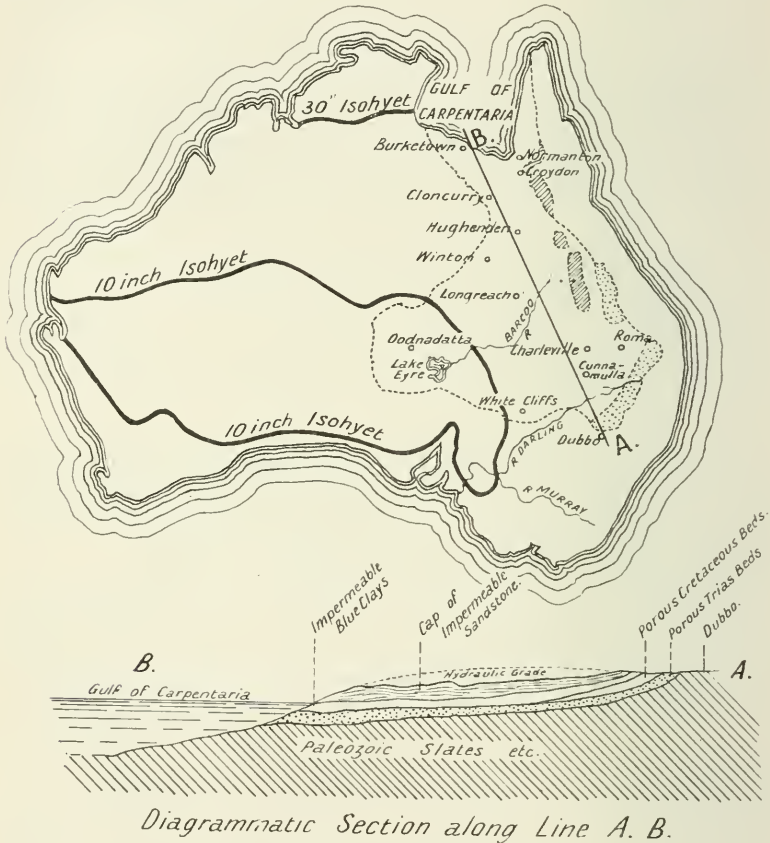 GULF OF
CARPENTARIA
30" Isohyet
B.
Burketown
Normanton
Croydon
Cloncurry
Hughenden
Winton
10 inch Isohyet
Longreach
BARCOO
R
Oodnadatta
Charleville
Roma
Lake
Eyre
Cunna-
omulla
White Cliffs
10 inch Isohyet
R DARLING
Dubbo
A.
R MURRAY
Impermeable
Blue Clays
Cap of
Impermeable
Sandstone.
Porous Cretaceous Beds.
Porous Trias Beds
Dubbo.
B.
Hydraulic Grade
A.
Gulf of Carpentaria
Paleozoic Slates etc.
Diagrammatic Section along Line A. B.